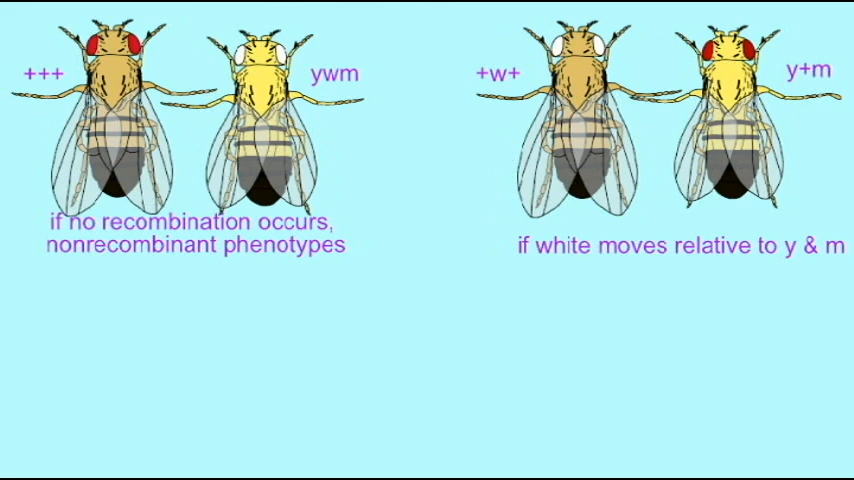 +++
ywm
+w+
y+m
if no recombination occurs,
nonrecombinant phenotypes
if white moves relative to y & m